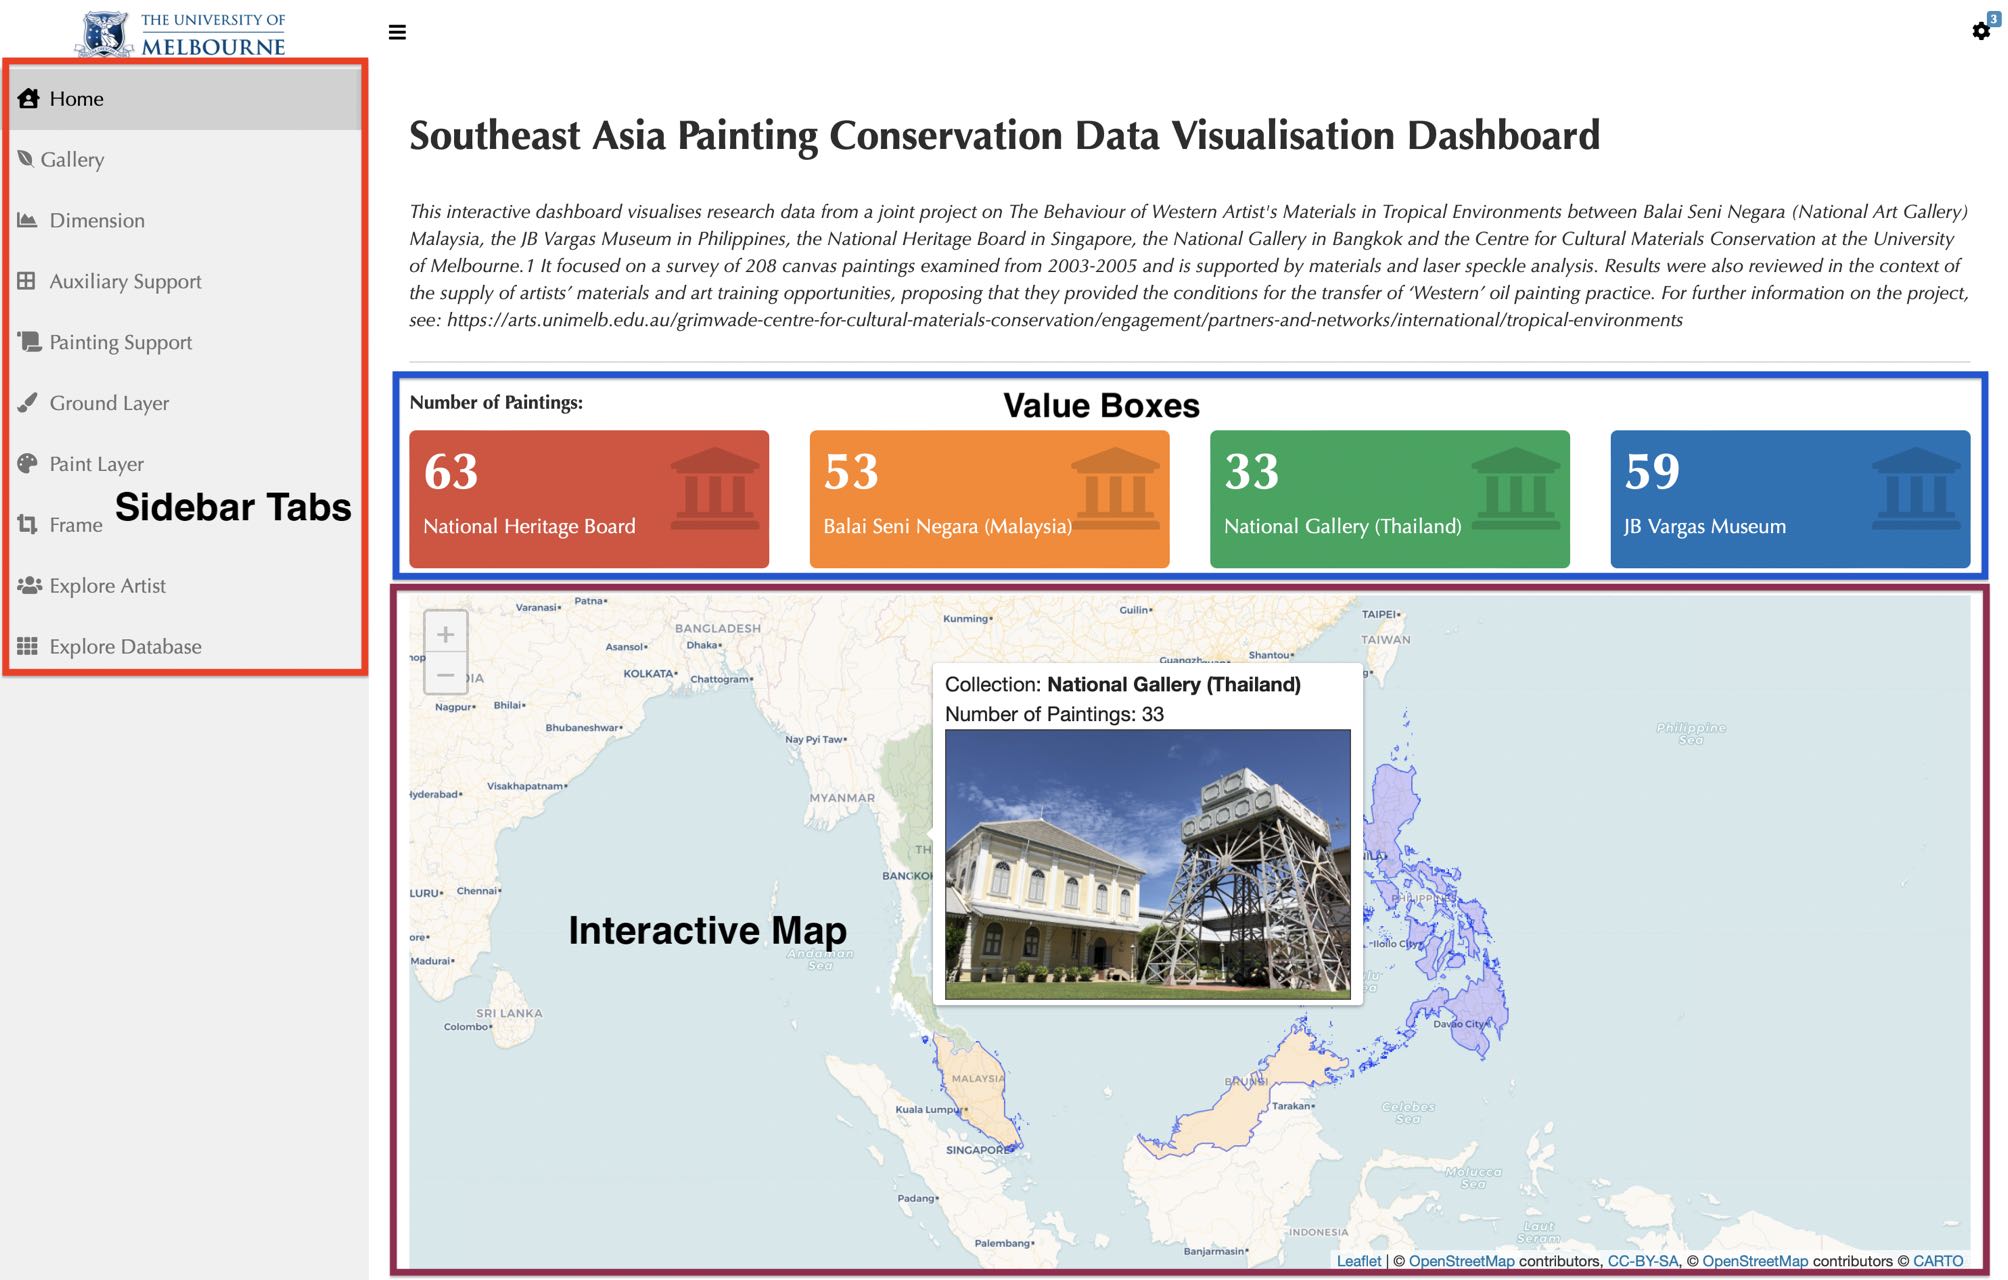 THE UNIVERSITY OF
MELBOURNE
3
Home
Gallery
Dimension
Auxiliary Support
Painting Support
Ground Layer
Paint Layer
Sidebar Tabs
Frame
Explore Artist
Explore Database
Southeast Asia Painting Conservation Data Visualisation Dashboard
This interactive dashboard visualises research data from a joint project on The Behaviour of Western Artist's Materials in Tropical Environments between Balai Seni Negara (National Art Gallery)
Malaysia, the JB Vargas Museum in Philippines, the National Heritage Board in Singapore, the National Gallery in Bangkok and the Centre for Cultural Materials Conservation at the University
of Melbourne.1 It focused on a survey of 208 canvas paintings examined from 2003-2005 and is supported by materials and laser speckle analysis. Results were also reviewed in the context of
the supply of artists’ materials and art training opportunities, proposing that they provided the conditions for the transfer of ‘Western’ oil painting practice. For further information on the project,
see: https://arts.unimelb.edu.au/grimwade-centre-for-cultural-materials-conservation/engagement/partners-and-networks/international/tropical-environments
Number of Paintings:
Value Boxes
63
National Heritage Board
53
Balai Seni Negara (Malaysia)
33
National Gallery (Thailand)
59
JB Vargas Museum
+
−
Varanasi
Patna
BANGLADESH
Asansol
Dhaka
KOLKATA
Chattogram
Nagpur
Bhilai
Bhubaneswar
Nay Pyi Taw
Visakhapatnam
Hyderabad
MYANMAR
Kunming
Guilin
Shantou
TAIPEI
TAIWAN
Philippine
Sea
Collection: National Gallery (Thailand)
Number of Paintings: 33
LURU
Chennai
Madurai
SRI LANKA
Colombo
Interactive Map
Andaman
Sea
Iloilo City
Davao City
MALAYSIA
Kuala Lumpur
SINGAPORE
BRUNEI
Tarakan
Celebes
Sea
Molucca
Sea
Padang
Palembang
Banjarmasin
INDONESIA
Laut
Seram
Leaflet | © OpenStreetMap contributors, CC-BY-SA, © OpenStreetMap contributors © CARTO